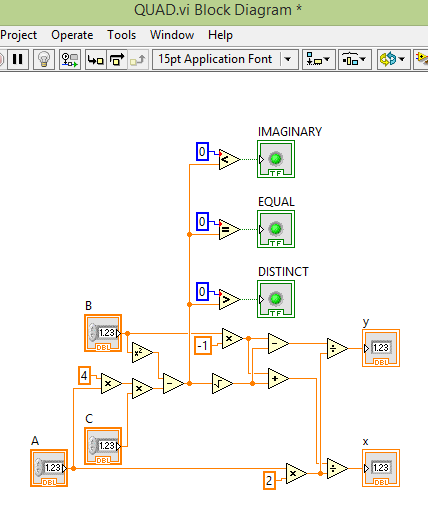 QUAD.vi Block Diagram *
Project Operate Tools Window Help
15pt Application Font
IMAGINARY
0 < TF
EQUAL
0 = TF
DISTINCT
0 > TF
B
1.23
DBL
x²
-1 × − ÷
y
1.23
DBL
4 × × − √ +
C
1.23
DBL
A
1.23
DBL
2 × ÷
x
1.23
DBL